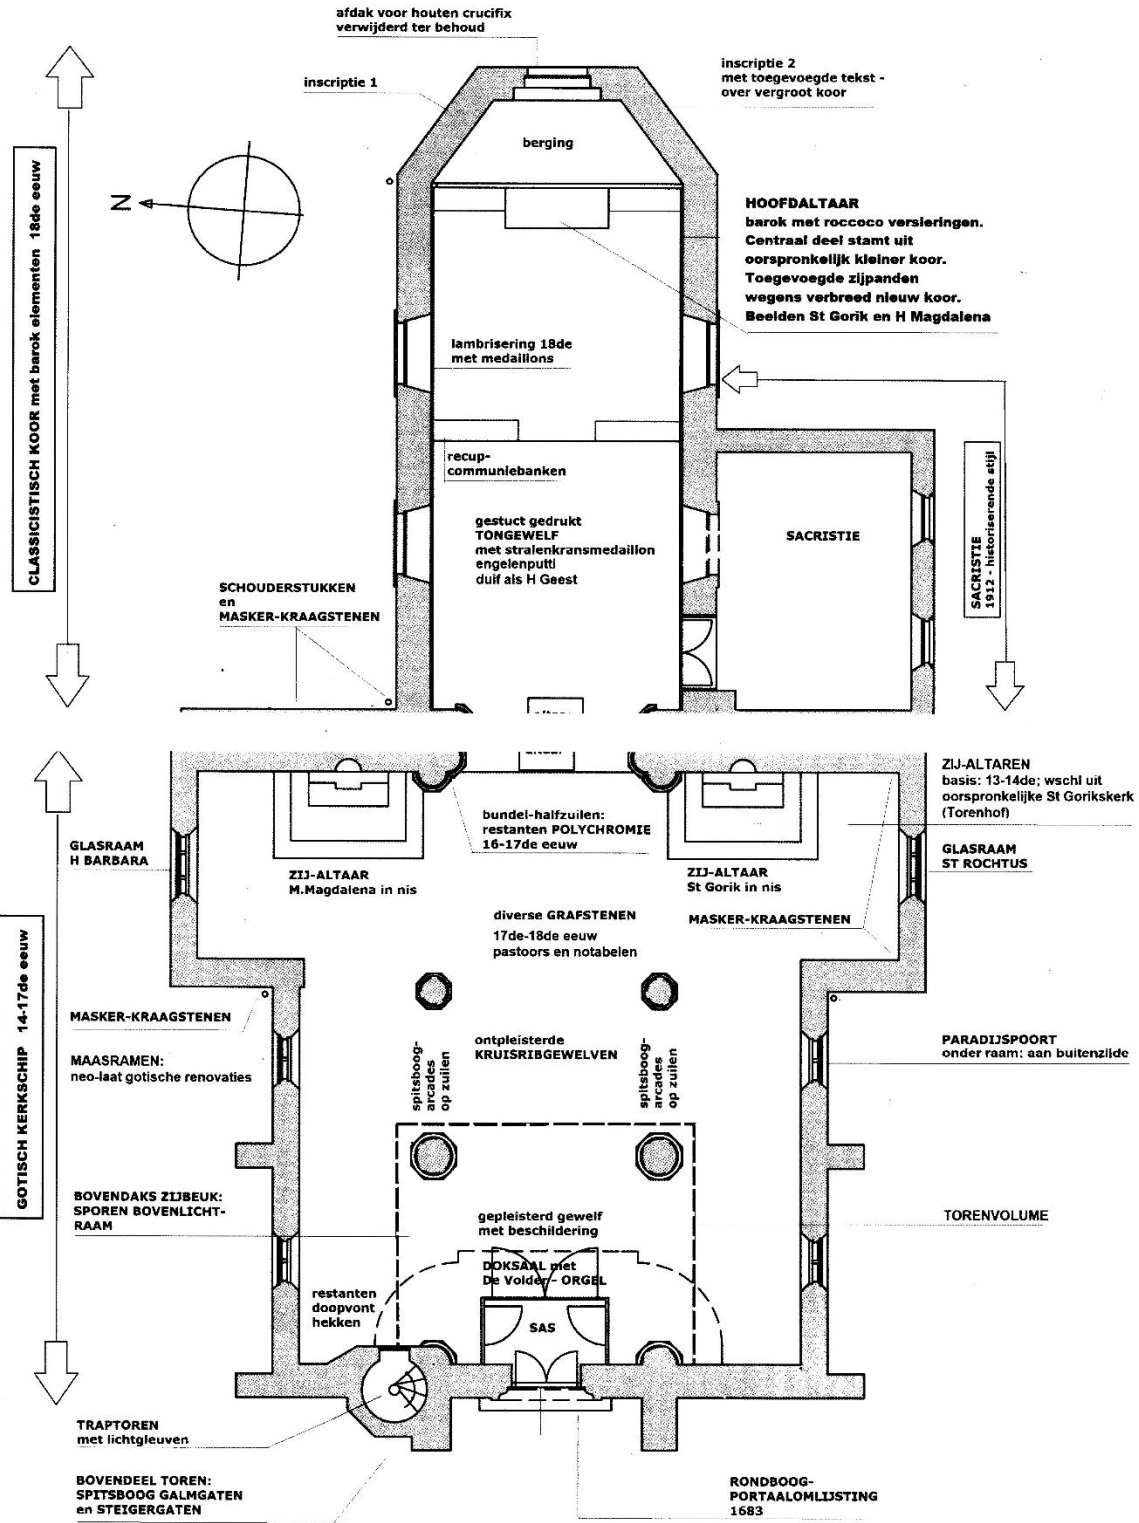 afdak voor houten crucifix
verwijderd ter behoud
inscriptie 1
inscriptie 2
met toegevoegde tekst -
over vergroot koor
berging
N
HOOFDALTAAR
barok met roccoco versieringen.
Centraal deel stamt uit
oorspronkelijk kleiner koor.
Toegevoegde zijpanden
wegens verbreed nieuw koor.
Beelden St Gorik en H Magdalena
CLASSICISTISCH KOOR met barok elementen 18de eeuw
lambrisering 18de
met medaillons
recup-
communiebanken
gestuct gedrukt
TONGEWELF
met stralenkransmedaillon
engelenputti
duif als H Geest
SACRISTIE
SACRISTIE
1912 - historiserende stijl
SCHOUDERSTUKKEN
en
MASKER-KRAAGSTENEN
altaar
ZIJ-ALTAREN
basis: 13-14de; wschl uit
oorspronkelijke St Gorikskerk
(Torenhof)
bundel-halfzuilen:
restanten POLYCHROMIE
16-17de eeuw
GLASRAAM
H BARBARA
GLASRAAM
ST ROCHTUS
ZIJ-ALTAAR
M.Magdalena in nis
ZIJ-ALTAAR
St Gorik in nis
diverse GRAFSTENEN
17de-18de eeuw
pastoors en notabelen
MASKER-KRAAGSTENEN
GOTISCH KERKSCHIP 14-17de eeuw
MASKER-KRAAGSTENEN
MAASRAMEN:
neo-laat gotische renovaties
ontpleisterde
KRUISRIBGEWELVEN
spitsboog-
arcades
op zuilen
spitsboog-
arcades
op zuilen
PARADIJSPOORT
onder raam; aan buitenzijde
BOVENDAKS ZIJBEUK:
SPOREN BOVENLICHT-
RAAM
gepleisterd gewelf
met beschildering
TORENVOLUME
DOKSAAL met
De Volder - ORGEL
restanten
doopvont
hekken
SAS
TRAPTOREN
met lichtgleuven
BOVENDEEL TOREN:
SPITSBOOG GALMGATEN
en STEIGERGATEN
RONDBOOG-
PORTAALOMLIJSTING
1683